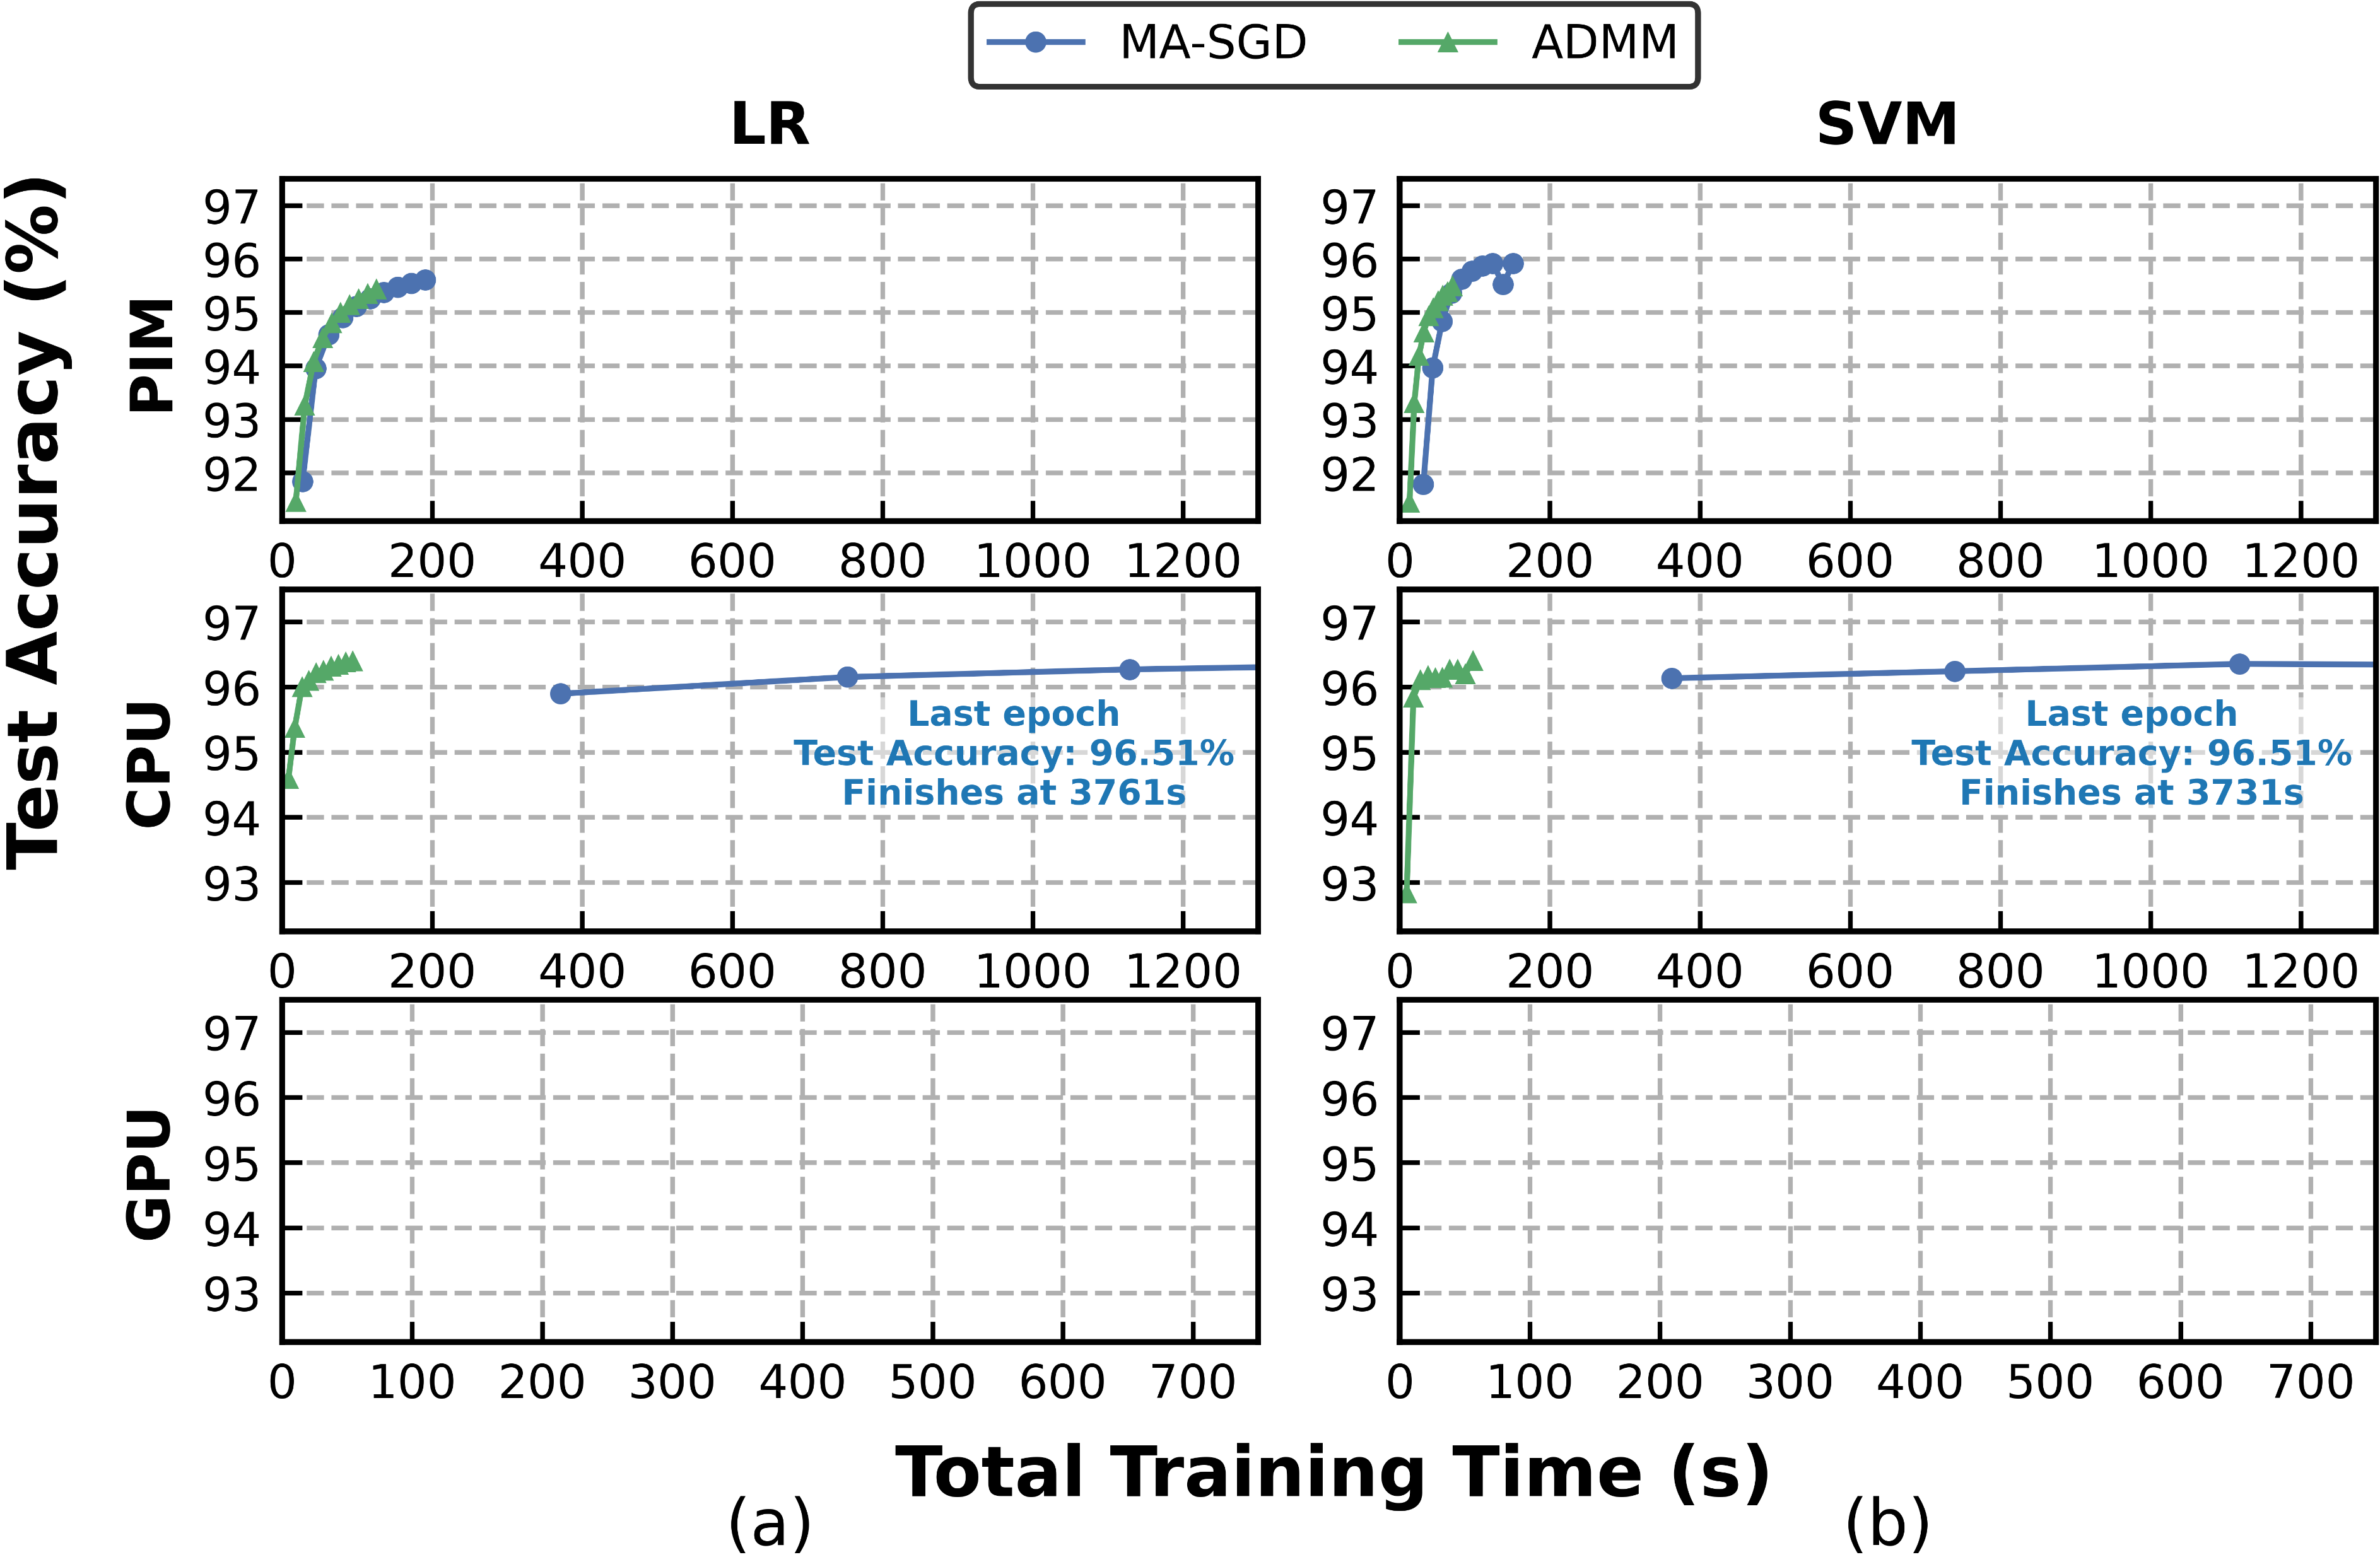 MA-SGD ADMM
LR SVM
Test Accuracy (%)
PIM
97 97
96 96
95 95
94 94
93 93
92 92
0 200 400 600 800 1000 1200 0 200 400 600 800 1000 1200
CPU
97 97
96 96
95 95
94 94
93 93
Last epoch
Test Accuracy: 96.51%
Finishes at 3761s
Last epoch
Test Accuracy: 96.51%
Finishes at 3731s
0 200 400 600 800 1000 1200 0 200 400 600 800 1000 1200
GPU
97 97
96 96
95 95
94 94
93 93
0 100 200 300 400 500 600 700 0 100 200 300 400 500 600 700
Total Training Time (s)
(a) (b)